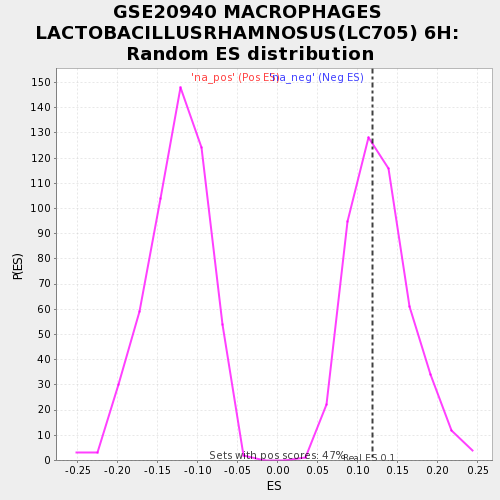 GSE20940 MACROPHAGES
LACTOBACILLUSRHAMNOSUS(LC705) 6H:
Random ES distribution
'na_pos' (Pos ES) 'na_neg' (Neg ES)
150
140
130
120
110
100
90
80
70
60
50
40
30
20
10
0
P(ES)
Sets with pos scores: 47%
Real ES 0.1
-0.25 -0.20 -0.15 -0.10 -0.05 0.00 0.05 0.10 0.15 0.20 0.25
ES